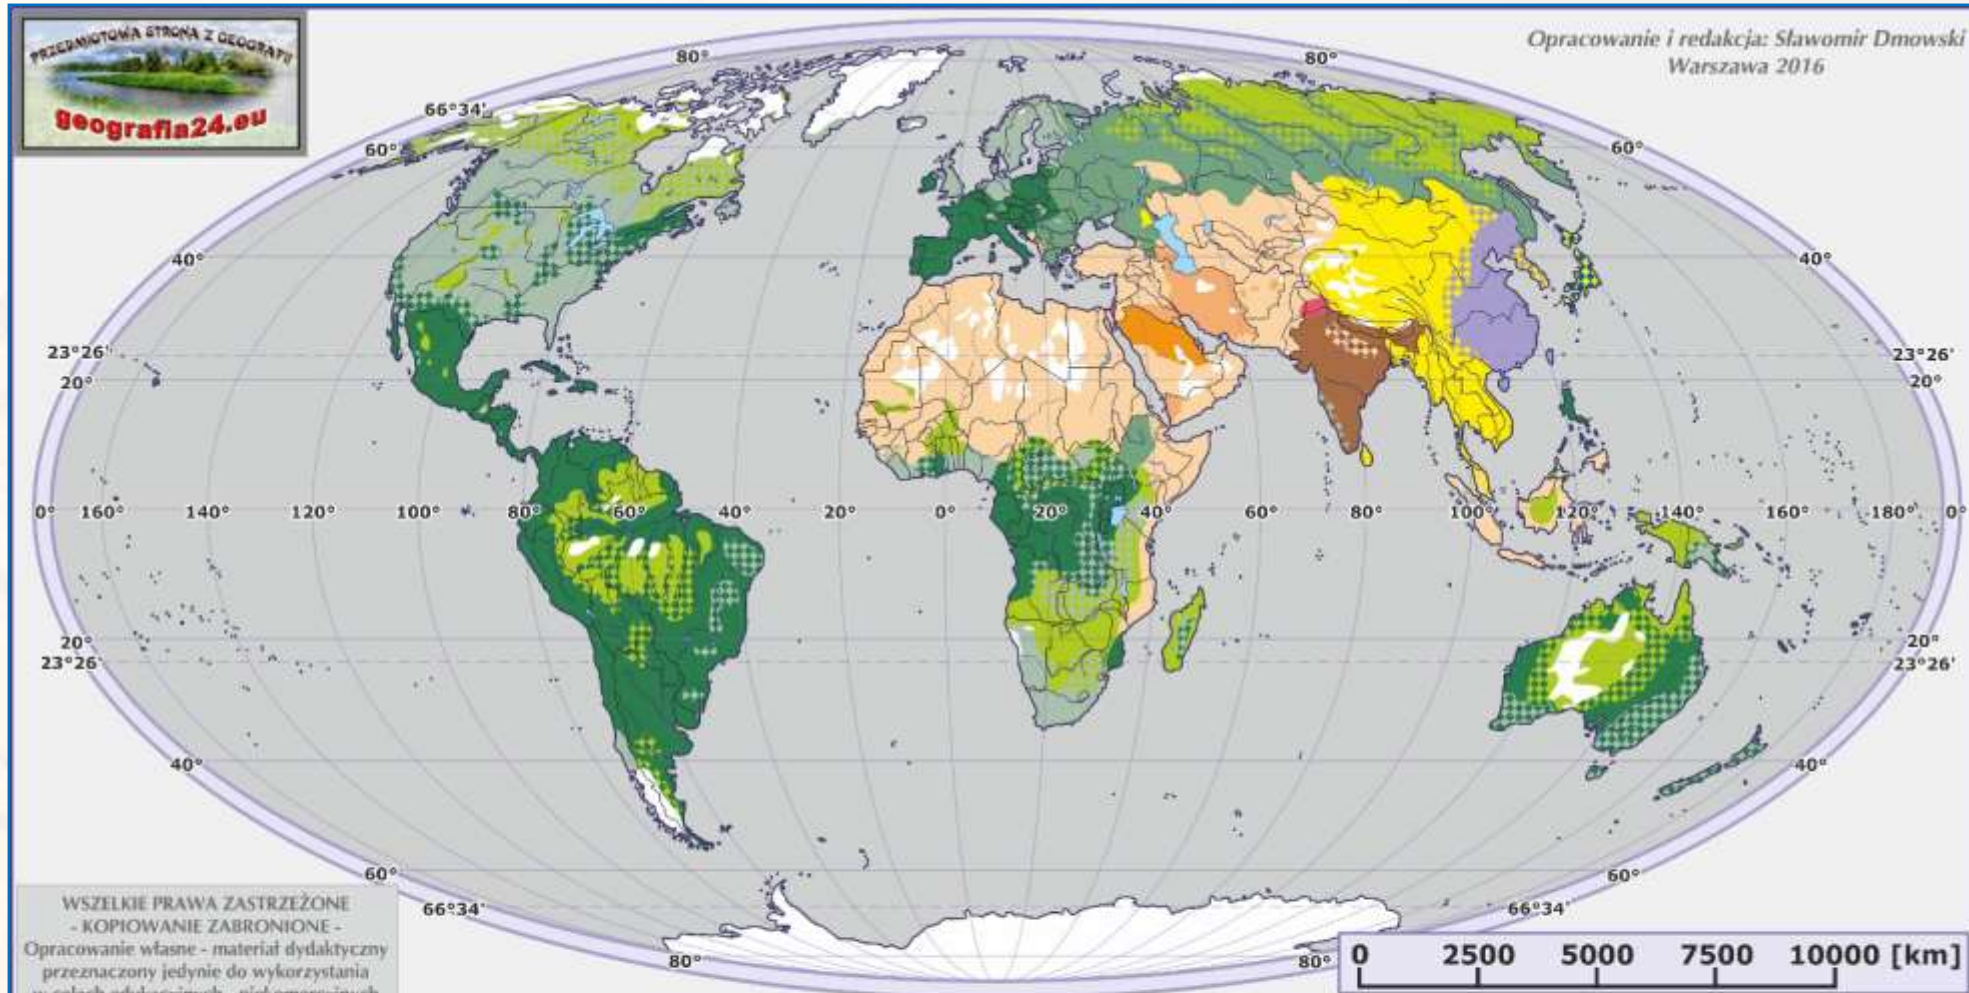 PRZEDMIOTOWA STRONA Z GEOGRAFII
geografia24.eu
Opracowanie i redakcja: Sławomir Dmowski
Warszawa 2016
80° 80°
66°34'
60° 60°
40° 40°
23°26' 23°26'
20° 20°
0° 160° 140° 120° 100° 80° 60° 40° 20° 0° 20° 40° 60° 80° 100° 120° 140° 160° 180° 0°
20° 20°
23°26' 23°26'
40° 40°
60° 60°
66°34' 66°34'
80° 80°
WSZELKIE PRAWA ZASTRZEŻONE
- KOPIOWANIE ZABRONIONE -
Opracowanie własne - materiał dydaktyczny
przeznaczony jedynie do wykorzystania
w celach edukacyjnych - niekomercyjnych
0 2500 5000 7500 10000 [km]